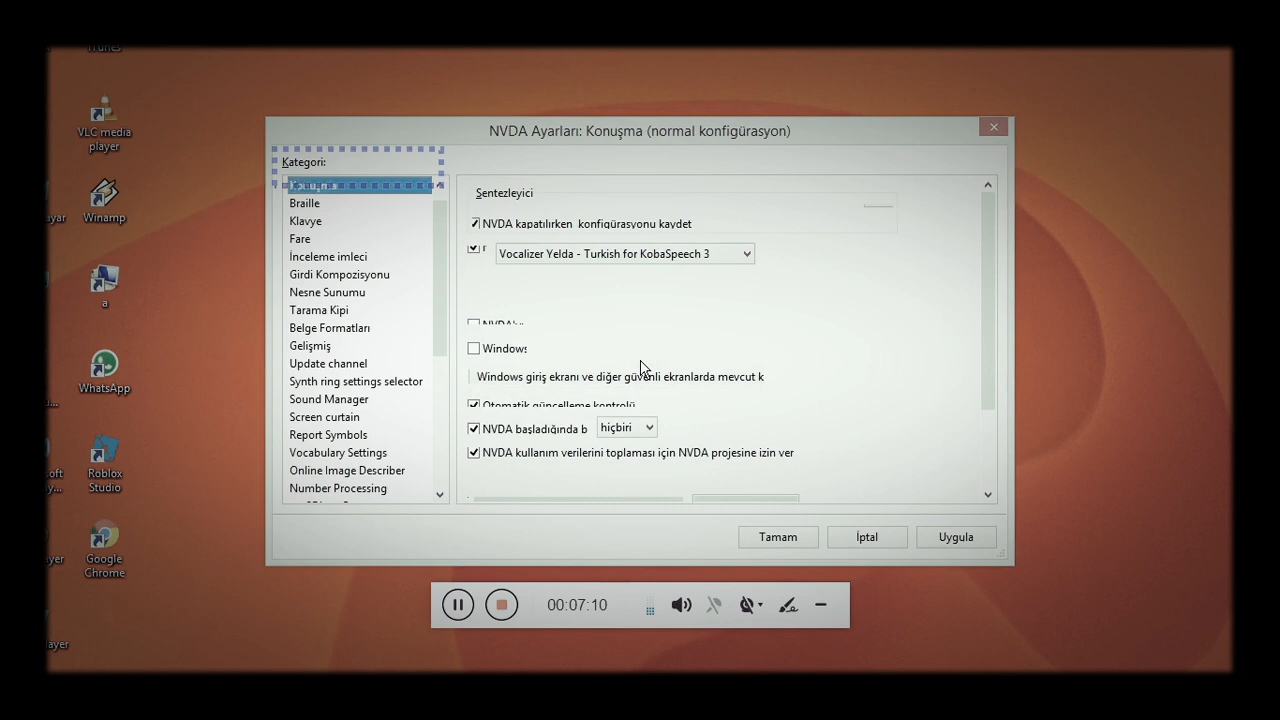 iTunes
VLC media
player
Winamp
ayar
a
WhatsApp
Roblox
Studio
Google
Chrome
NVDA Ayarları: Konuşma (normal konfigürasyon)
Kategori:
Konuşma
Braille
Klavye
Fare
İnceleme imleci
Girdi Kompozisyonu
Nesne Sunumu
Tarama Kipi
Belge Formatları
Gelişmiş
Update channel
Synth ring settings selector
Sound Manager
Screen curtain
Report Symbols
Vocabulary Settings
Online Image Describer
Number Processing
Sentezleyici
NVDA kapatılırken konfigürasyonu kaydet
Vocalizer Yelda - Turkish for KobaSpeech 3
Windows
Windows giriş ekranı ve diğer güvenli ekranlarda mevcut k
Otomatik güncelleme kontrolü
NVDA başladığında b
hiçbiri
NVDA kullanım verilerini toplaması için NVDA projesine izin ver
Tamam
İptal
Uygula
00:07:10